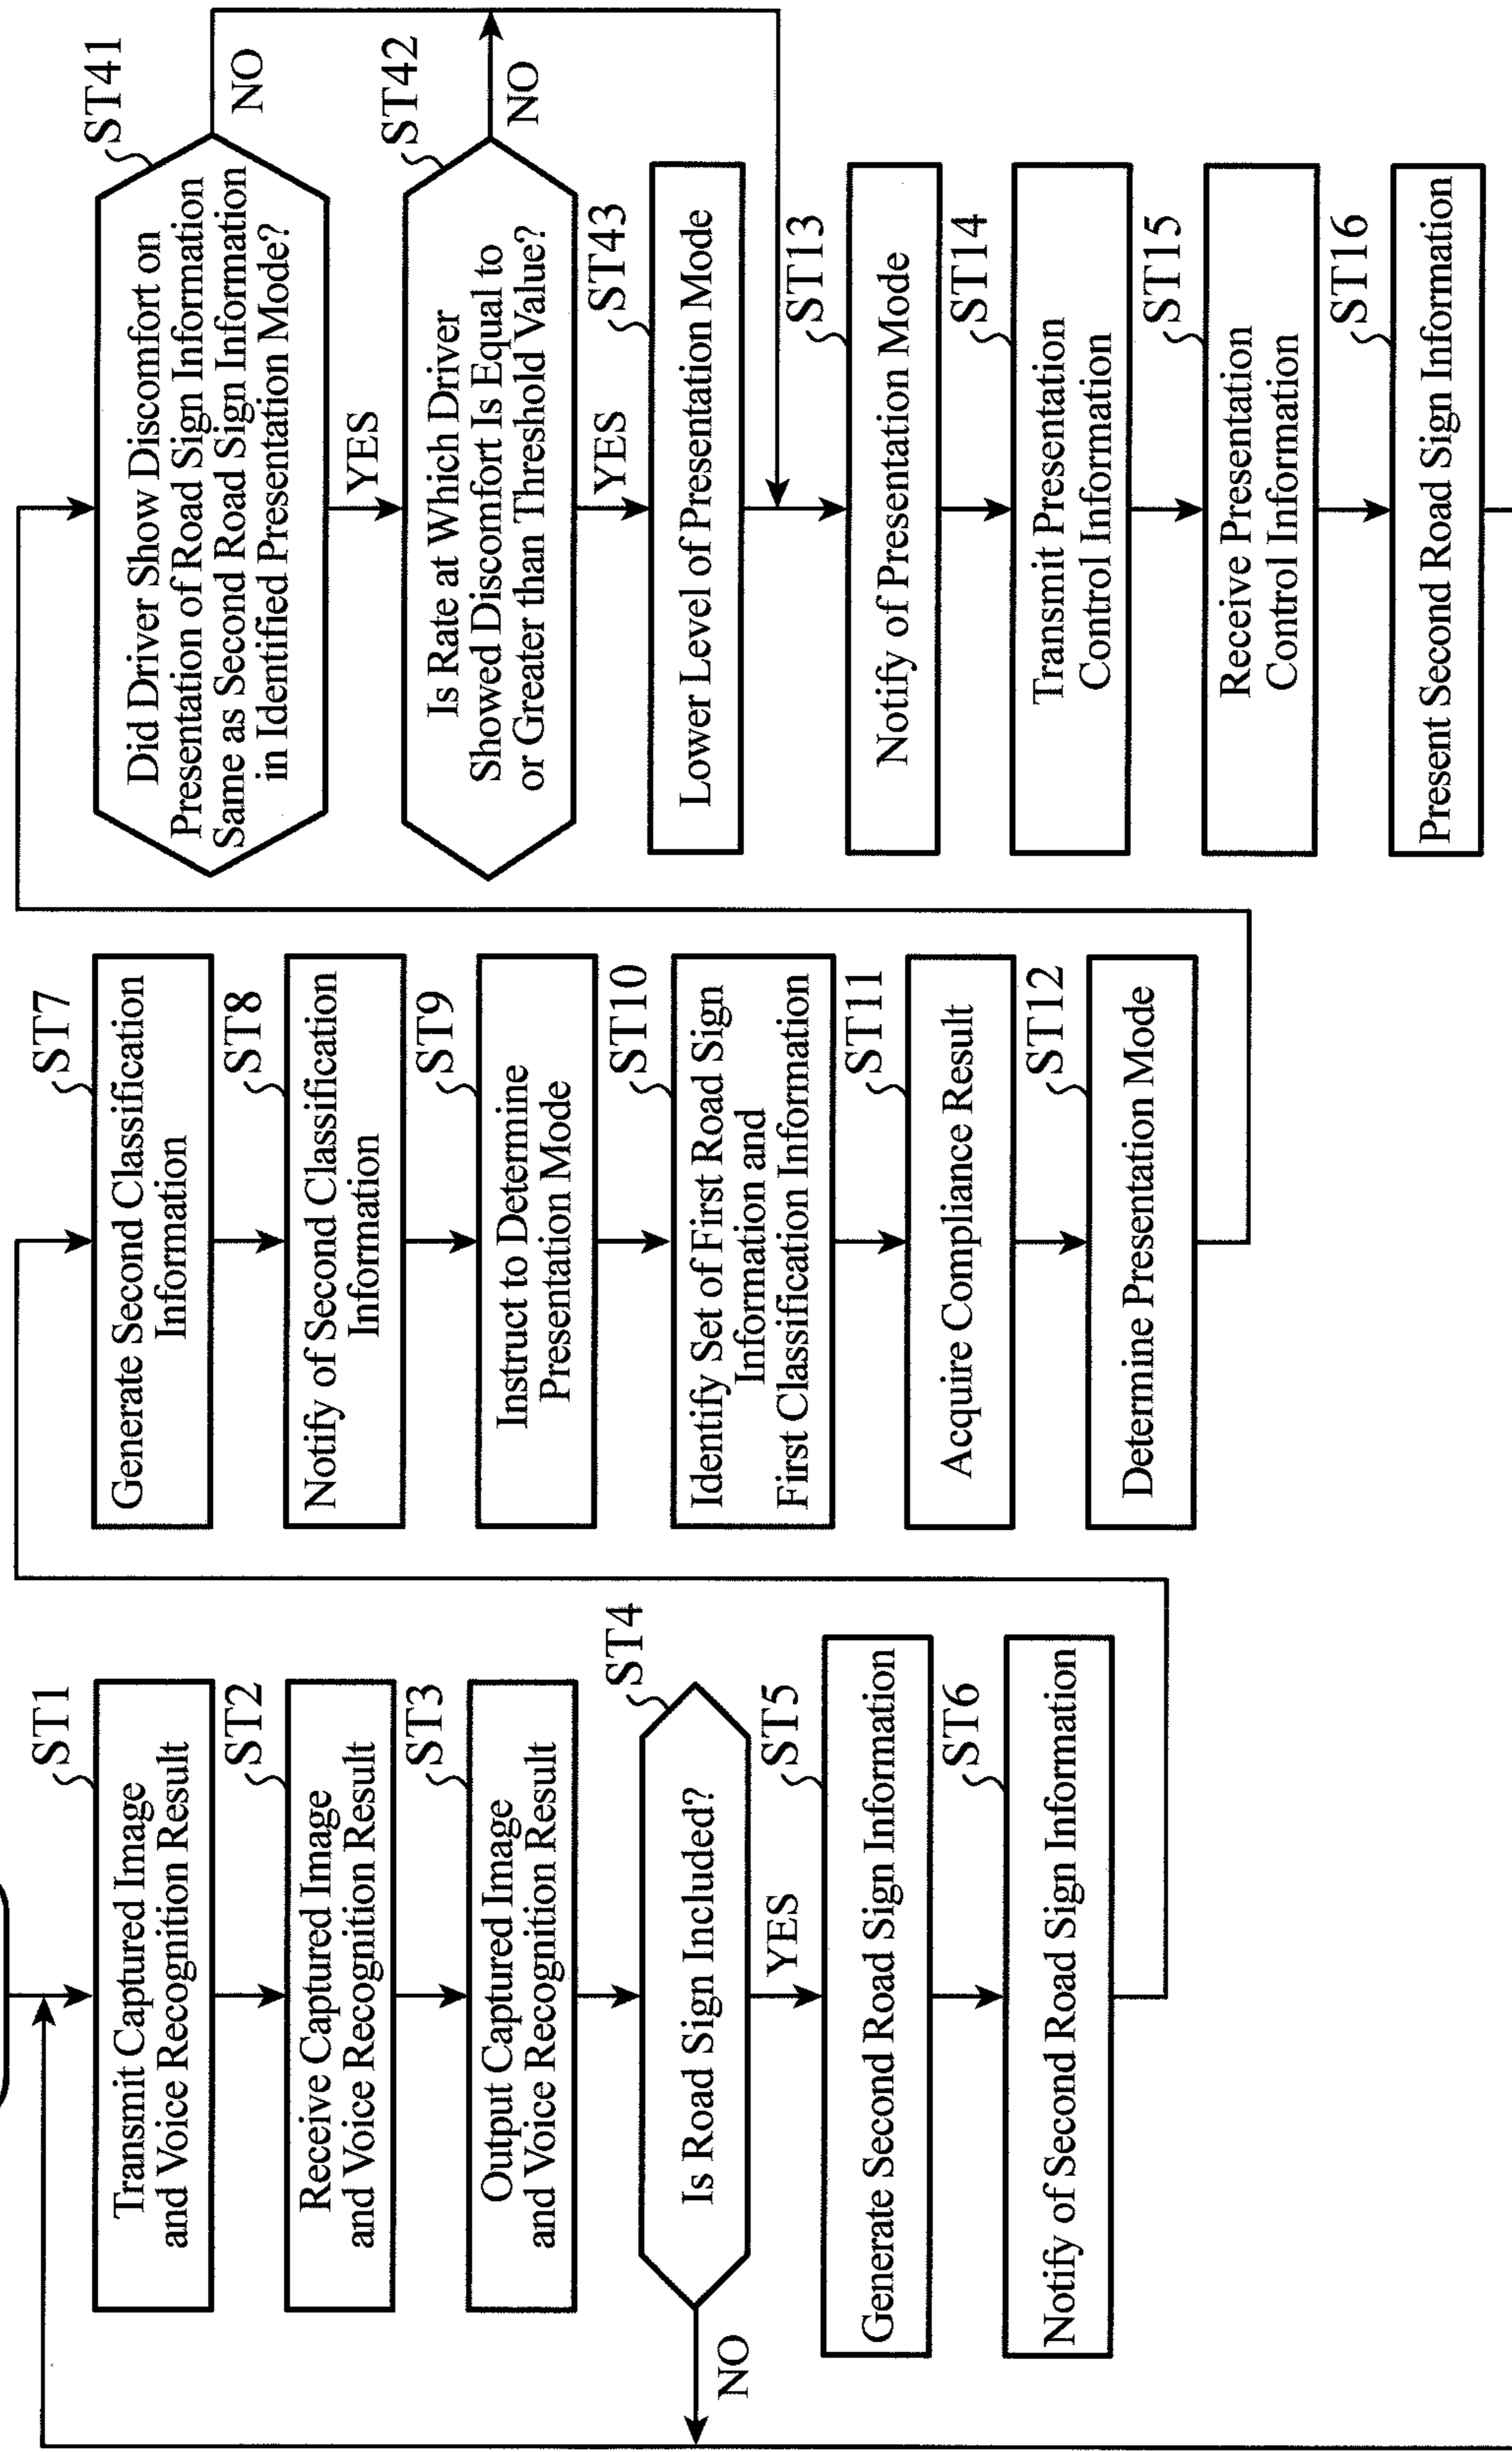 ST1
Transmit Captured Image
and Voice Recognition Result
ST2
Receive Captured Image
and Voice Recognition Result
ST3
Output Captured Image
and Voice Recognition Result
ST4
Is Road Sign Included?
NO
YES
ST5
Generate Second Road Sign Information
ST6
Notify of Second Road Sign Information
ST7
Generate Second Classification
Information
ST8
Notify of Second Classification
Information
ST9
Instruct to Determine
Presentation Mode
ST10
Identify Set of First Road Sign
Information and
First Classification Information
ST11
Acquire Compliance Result
ST12
Determine Presentation Mode
ST41
Did Driver Show Discomfort on
Presentation of Road Sign Information
Same as Second Road Sign Information
in Identified Presentation Mode?
NO
YES
ST42
Is Rate at Which Driver
Showed Discomfort Is Equal to
or Greater than Threshold Value?
NO
YES
ST43
Lower Level of Presentation Mode
ST13
Notify of Presentation Mode
ST14
Transmit Presentation
Control Information
ST15
Receive Presentation
Control Information
ST16
Present Second Road Sign Information